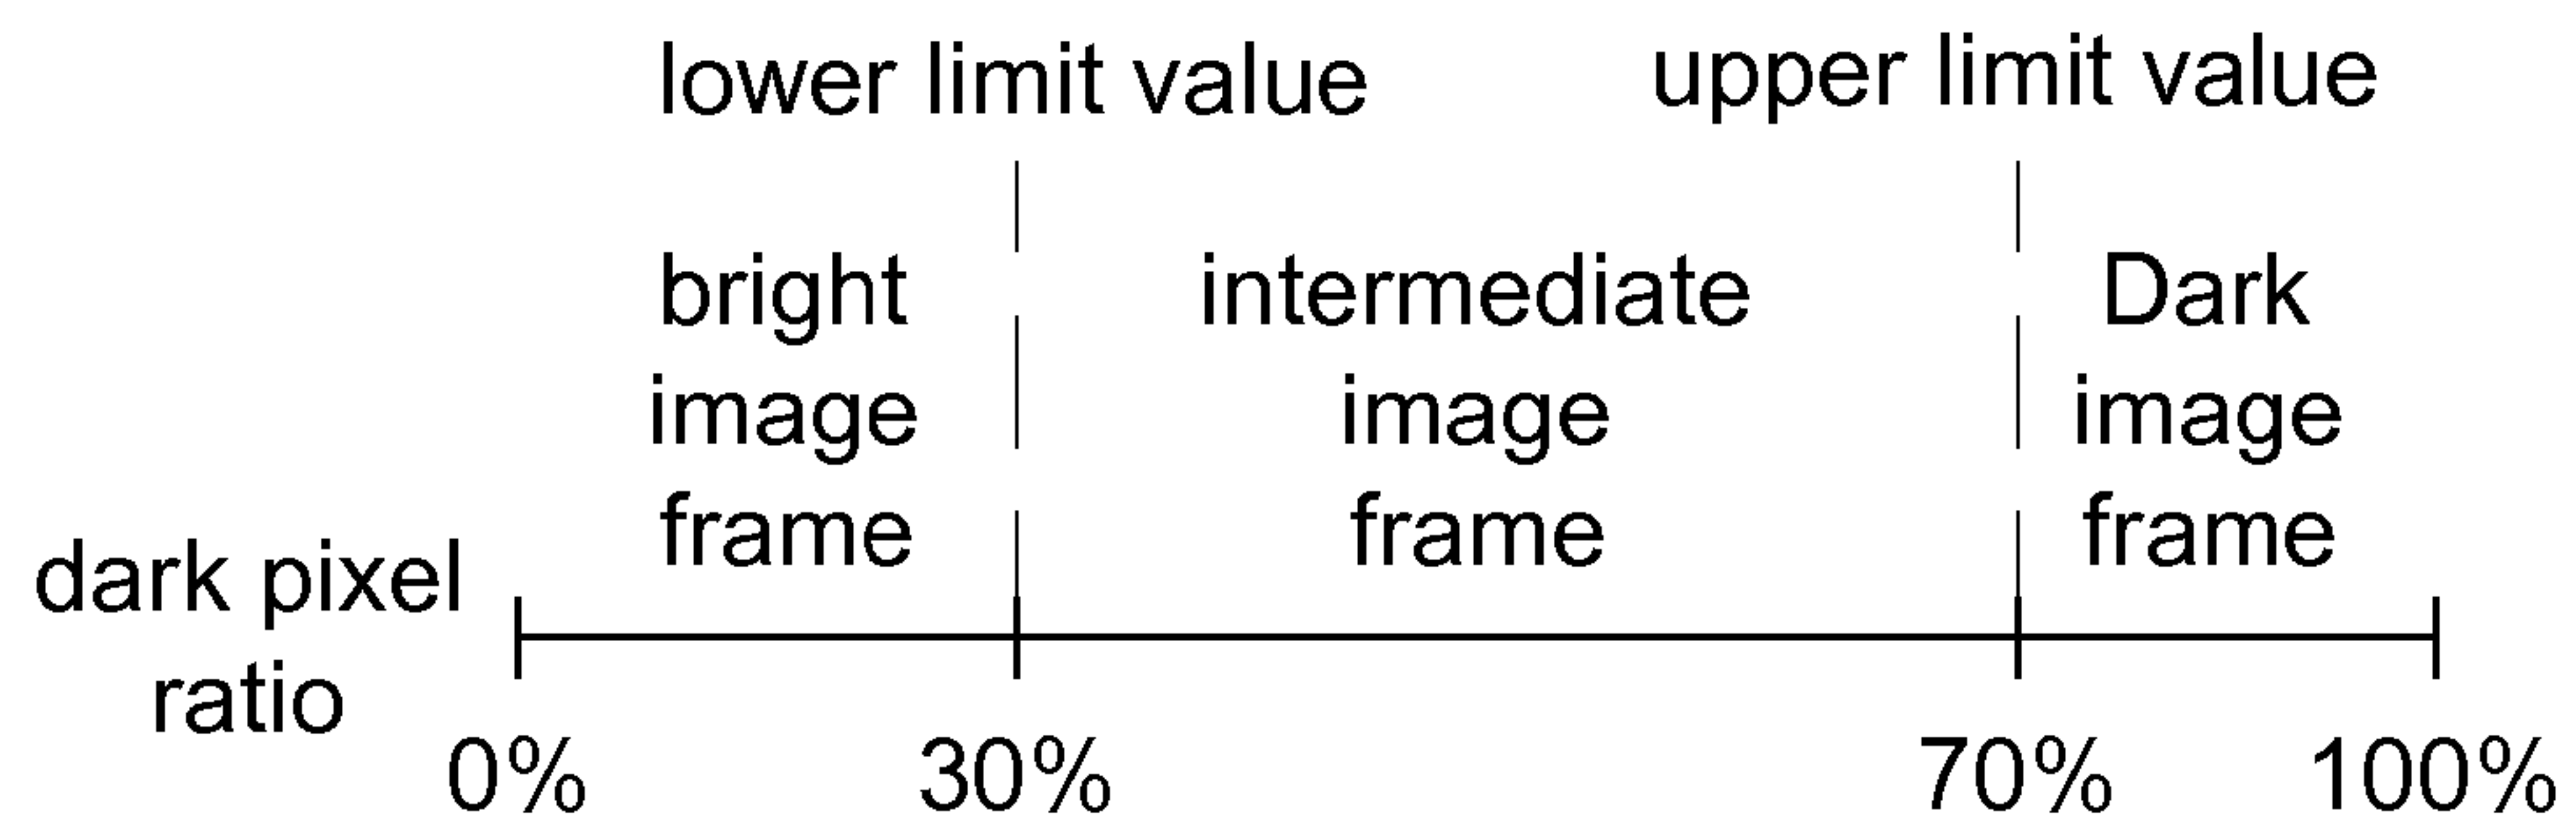 lower limit value
upper limit value
bright
image
frame
intermediate
image
frame
Dark
image
frame
dark pixel
ratio
0%
30%
70%
100%